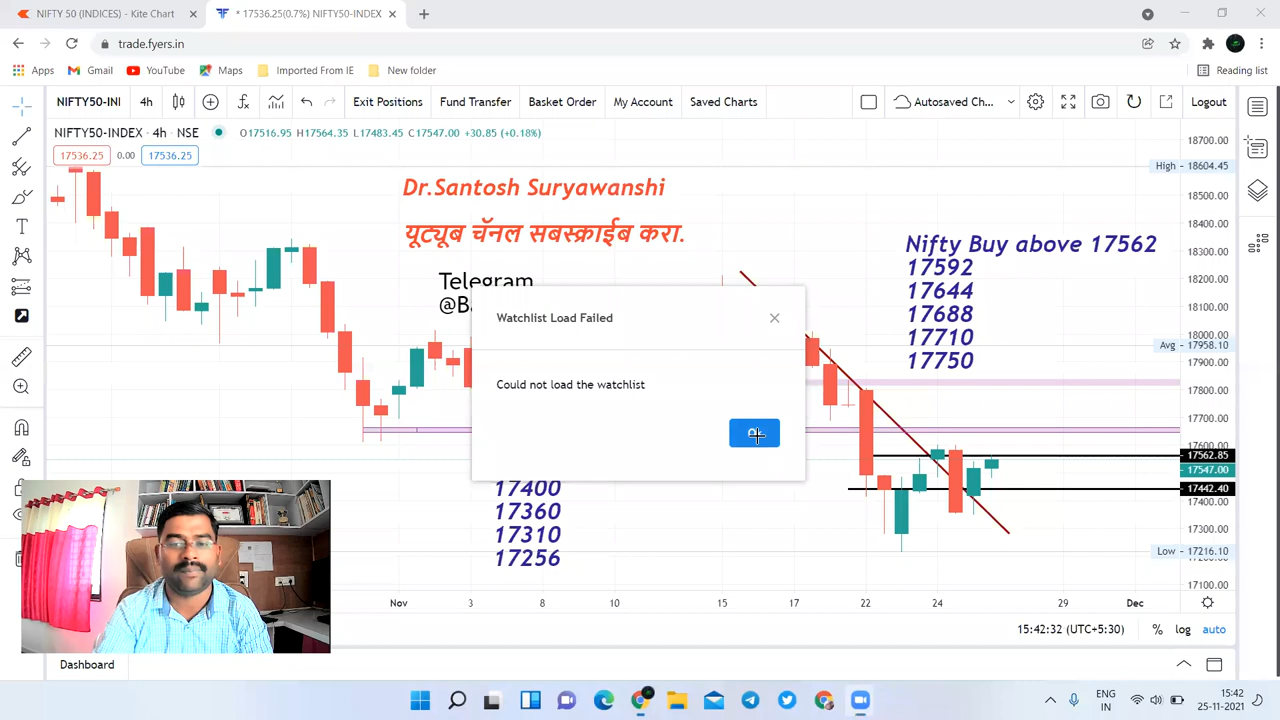 NIFTY 50 (INDICES) - Kite Chart
* 17536.25(0.7%) NIFTY50-INDEX
trade.fyers.in
Apps
Gmail
YouTube
Maps
Imported From IE
New folder
Reading list
NIFTY50-INI
4h
Exit Positions
Fund Transfer
Basket Order
My Account
Saved Charts
Autosaved Ch...
Logout
NIFTY50-INDEX • 4h • NSE
O17516.95 H17564.35 L17483.45 C17547.00 +30.85 (+0.18%)
17536.25
0.00
17536.25
Dr.Santosh Suryawanshi
यूट्यूब चॅनल सबस्क्राईब करा.
Telegram
Nifty Buy above 17562
17592
17644
17688
17710
17750
Watchlist Load Failed
Could not load the watchlist
17400
17360
17310
17256
18700.00
High
18604.45
18500.00
18400.00
18300.00
18200.00
18100.00
18000.00
Avg
17958.10
17900.00
17800.00
17700.00
17600.00
17562.85
17547.00
17442.40
17400.00
17300.00
Low
17216.10
17100.00
Nov
3
8
10
15
17
22
24
29
Dec
15:42:32 (UTC+5:30)
%
log
auto
Dashboard
ENG
IN
15:42
25-11-2021